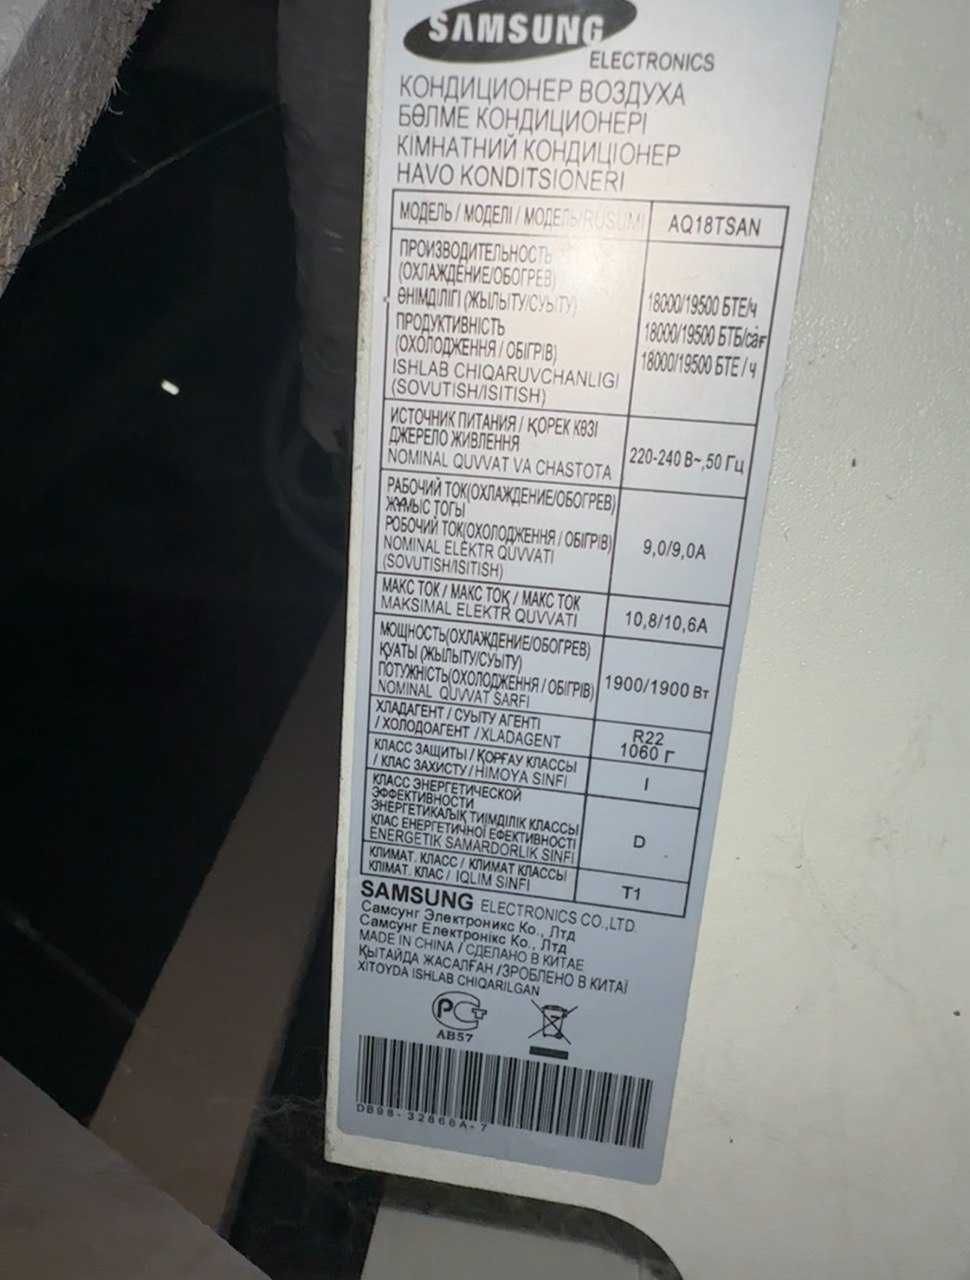 SAMSUNG
ELECTRONICS
КОНДИЦИОНЕР ВОЗДУХА
БӨЛМЕ КОНДИЦИОНЕРІ
КІМНАТНИЙ КОНДИЦІОНЕР
HAVO KONDITSIONERI
МОДЕЛЬ / МОДЕЛІ / МОДЕЛЬ/RUSUMI AQ18TSAN
ПРОИЗВОДИТЕЛЬНОСТЬ
(ОХЛАЖДЕНИЕ/ОБОГРЕВ)
ӨНІМДІЛІГІ (ЖЫЛЫТУ/СУЫТУ)
ПРОДУКТИВНІСТЬ
(ОХОЛОДЖЕННЯ / ОБІГРІВ)
ISHLAB CHIQARUVCHANLIGI
(SOVUTISH/ISITISH)
18000/19500 БТЕ/ч
18000/19500 БТБ/сағ
18000/19500 БТЕ / ч
ИСТОЧНИК ПИТАНИЯ / ҚОРЕК КӨЗІ
ДЖЕРЕЛО ЖИВЛЕННЯ
NOMINAL QUVVAT VA CHASTOTA
220-240 В~,50 Гц
РАБОЧИЙ ТОК(ОХЛАЖДЕНИЕ/ОБОГРЕВ)
ЖҰМЫС ТОГЫ
РОБОЧИЙ ТОК(ОХОЛОДЖЕННЯ / ОБІГРІВ)
NOMINAL ELEKTR QUVVATI
(SOVUTISH/ISITISH)
9,0/9,0А
МАКС ТОК / МАКС ТОҚ / МАКС ТОК
MAKSIMAL ELEKTR QUVVATI
10,8/10,6А
МОЩНОСТЬ(ОХЛАЖДЕНИЕ/ОБОГРЕВ)
ҚУАТЫ (ЖЫЛЫТУ/СУЫТУ)
ПОТУЖНІСТЬ(ОХОЛОДЖЕННЯ / ОБІГРІВ)
NOMINAL QUVVAT SARFI
1900/1900 Вт
ХЛАДАГЕНТ / СУЫТУ АГЕНТІ
/ ХОЛОДОАГЕНТ /XLADAGENT
R22
1060 Г
КЛАСС ЗАЩИТЫ / ҚОРҒАУ КЛАССЫ
/ КЛАС ЗАХИСТУ / HIMOYA SINFI
I
КЛАСС ЭНЕРГЕТИЧЕСКОЙ
ЭФФЕКТИВНОСТИ
ЭНЕРГЕТИКАЛЫҚ ТИІМДІЛІК КЛАССЫ
КЛАС ЕНЕРГЕТИЧНОЇ ЕФЕКТИВНОСТІ
ENERGETIK SAMARDORLIK SINFI
D
КЛИМАТ. КЛАСС / КЛИМАТ КЛАССЫ
КЛІМАТ. КЛАС / IQLIM SINFI
T1
SAMSUNG ELECTRONICS CO.,LTD.
Самсунг Электроникс Ко., Лтд
Самсунг Електронікс Ко., Лтд
MADE IN CHINA / СДЕЛАНО В КИТАЕ
ҚЫТАЙДА ЖАСАЛҒАН /ЗРОБЛЕНО В КИТАЇ
XITOYDA ISHLAB CHIQARILGAN
РС
АВ57
DB98-32866A-7